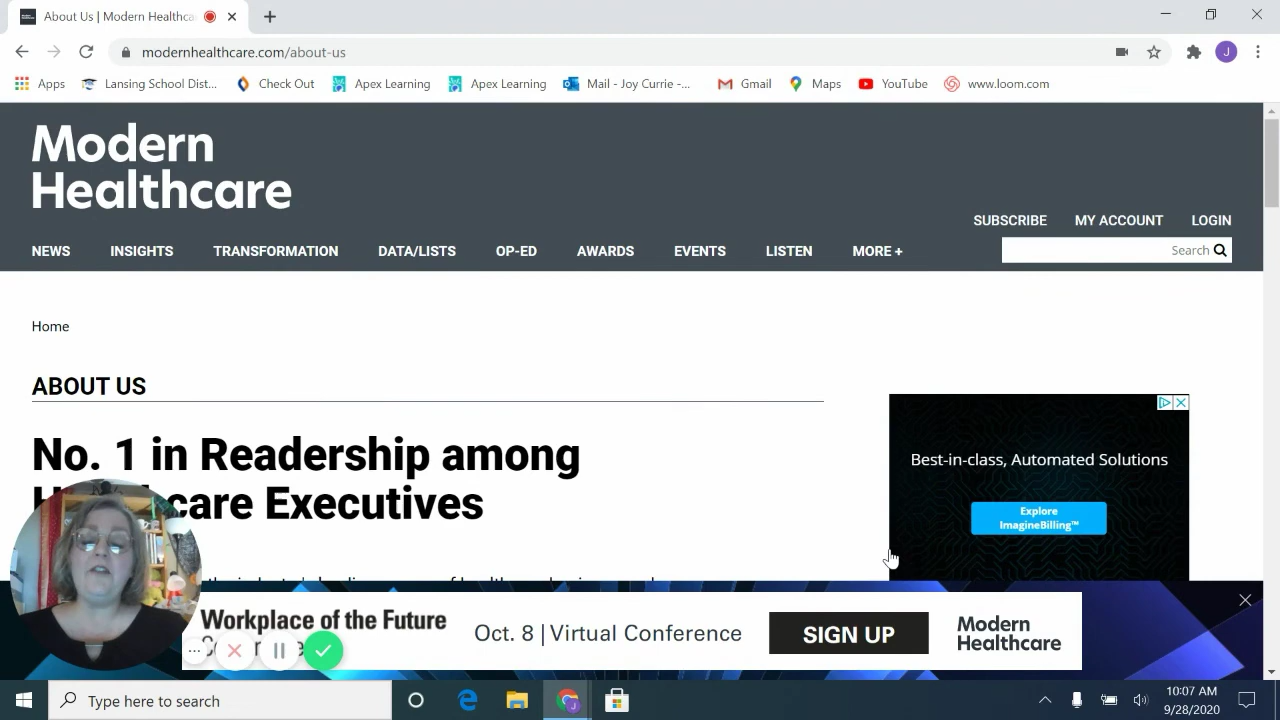 About Us | Modern Healthca
modernhealthcare.com/about-us
J
Apps
Lansing School Dist...
Check Out
Apex Learning
Apex Learning
Mail - Joy Currie -...
Gmail
Maps
YouTube
www.loom.com
Modern
Healthcare
SUBSCRIBE
MY ACCOUNT
LOGIN
NEWS
INSIGHTS
TRANSFORMATION
DATA/LISTS
OP-ED
AWARDS
EVENTS
LISTEN
MORE +
Search
Home
ABOUT US
No. 1 in Readership among
care Executives
Best-in-class, Automated Solutions
Explore
ImagineBilling™
Workplace of the Future
Oct. 8 | Virtual Conference
SIGN UP
Modern
Healthcare
Type here to search
10:07 AM
9/28/2020